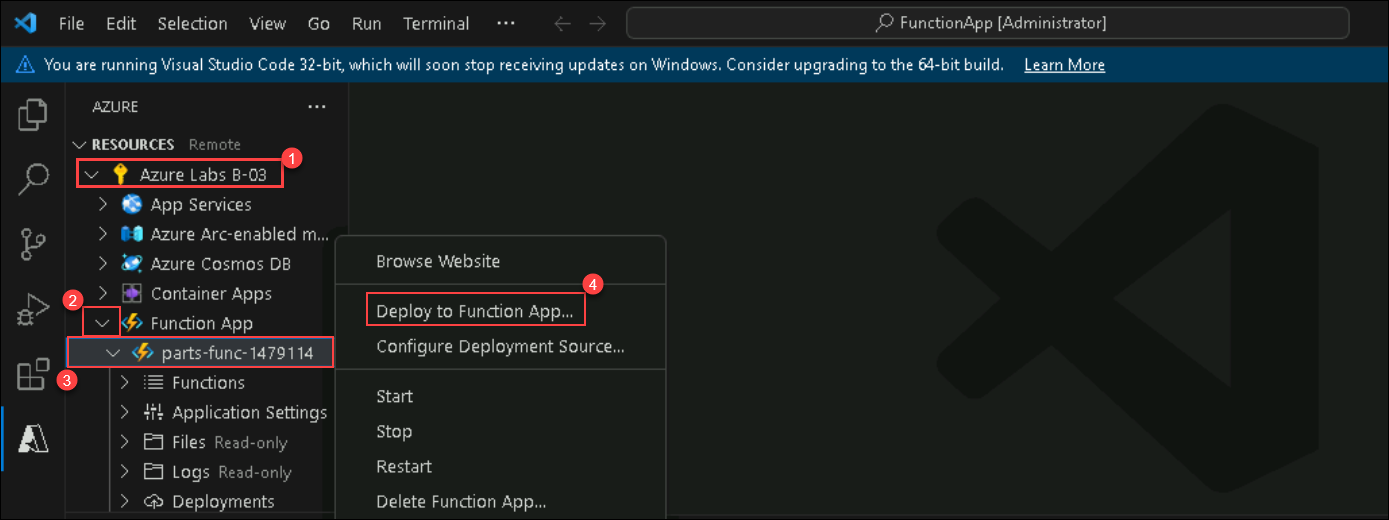 File Edit Selection View Go Run Terminal ··· FunctionApp [Administrator]
You are running Visual Studio Code 32-bit, which will soon stop receiving updates on Windows. Consider upgrading to the 64-bit build. Learn More
AZURE ···
RESOURCES Remote
1
Azure Labs B-03
App Services
Azure Arc-enabled m...
Azure Cosmos DB
Container Apps
2
Function App
parts-func-1479114
3
Functions
Application Settings
Files Read-only
Logs Read-only
Deployments
Browse Website
4
Deploy to Function App...
Configure Deployment Source...
Start
Stop
Restart
Delete Function App...